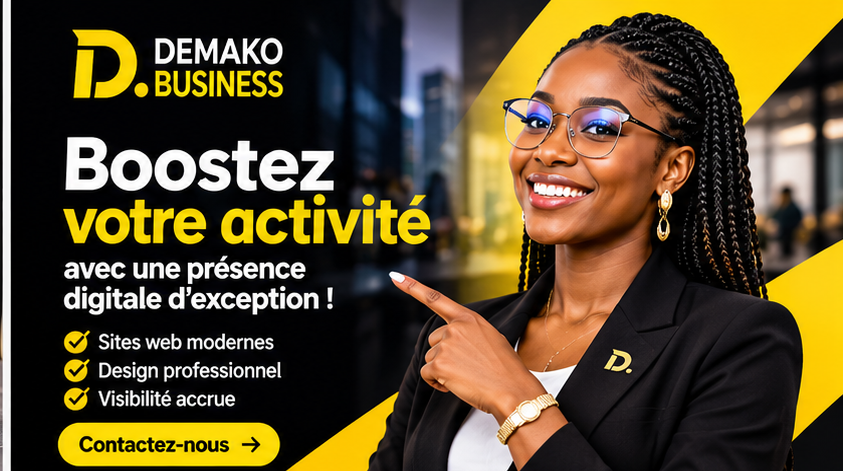 D.
DEMAKO
BUSINESS
Boostez
votre activité
avec une présence
digitale d'exception !
Sites web modernes
Design professionnel
Visibilité accrue
Contactez-nous →
D.